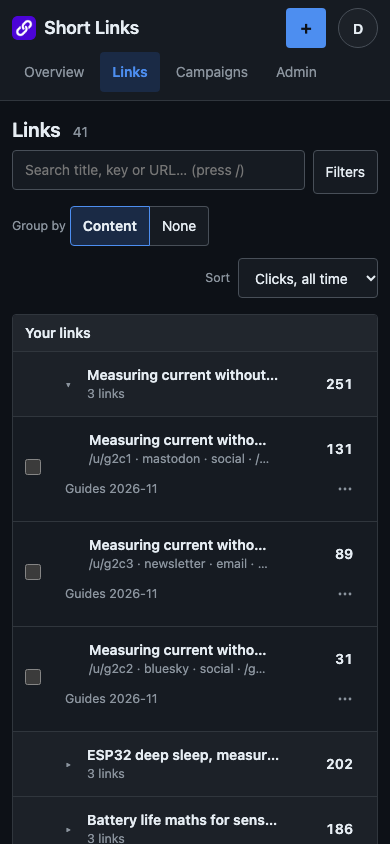 Short Links
+
D
Overview
Links
Campaigns
Admin
Links 41
Search title, key or URL... (press /)
Filters
Group by
Content
None
Sort
Clicks, all time
Your links
Measuring current without...
251
3 links
Measuring current witho...
131
/u/g2c1 · mastodon · social · /...
Guides 2026-11
...
Measuring current witho...
89
/u/g2c3 · newsletter · email · ...
Guides 2026-11
...
Measuring current witho...
31
/u/g2c2 · bluesky · social · /g...
Guides 2026-11
...
ESP32 deep sleep, measur...
202
3 links
Battery life maths for sens...
186
3 links